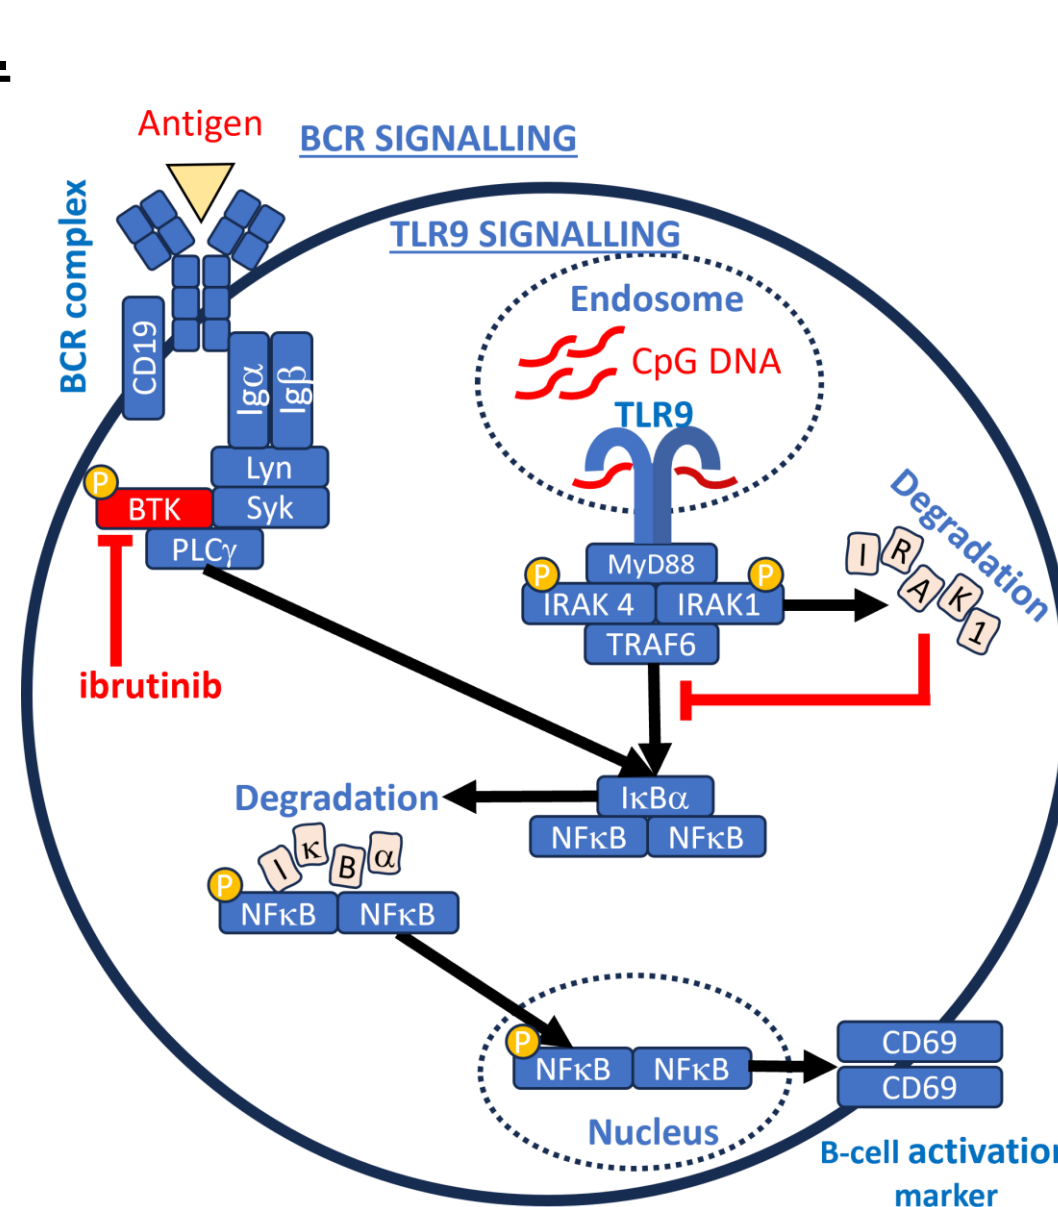 Antigen
BCR SIGNALLING
BCR complex
TLR9 SIGNALLING
Endosome
CpG DNA
TLR9
CD19
Igα
Igβ
Lyn
P
BTK
Syk
PLCγ
ibrutinib
MyD88
P
P
IRAK 4
IRAK1
TRAF6
I
R
A
K
1
Degradation
IκBα
NFκB
NFκB
Degradation
I
κ
B
α
P
NFκB
NFκB
P
NFκB
NFκB
Nucleus
CD69
CD69
B-cell activation
marker